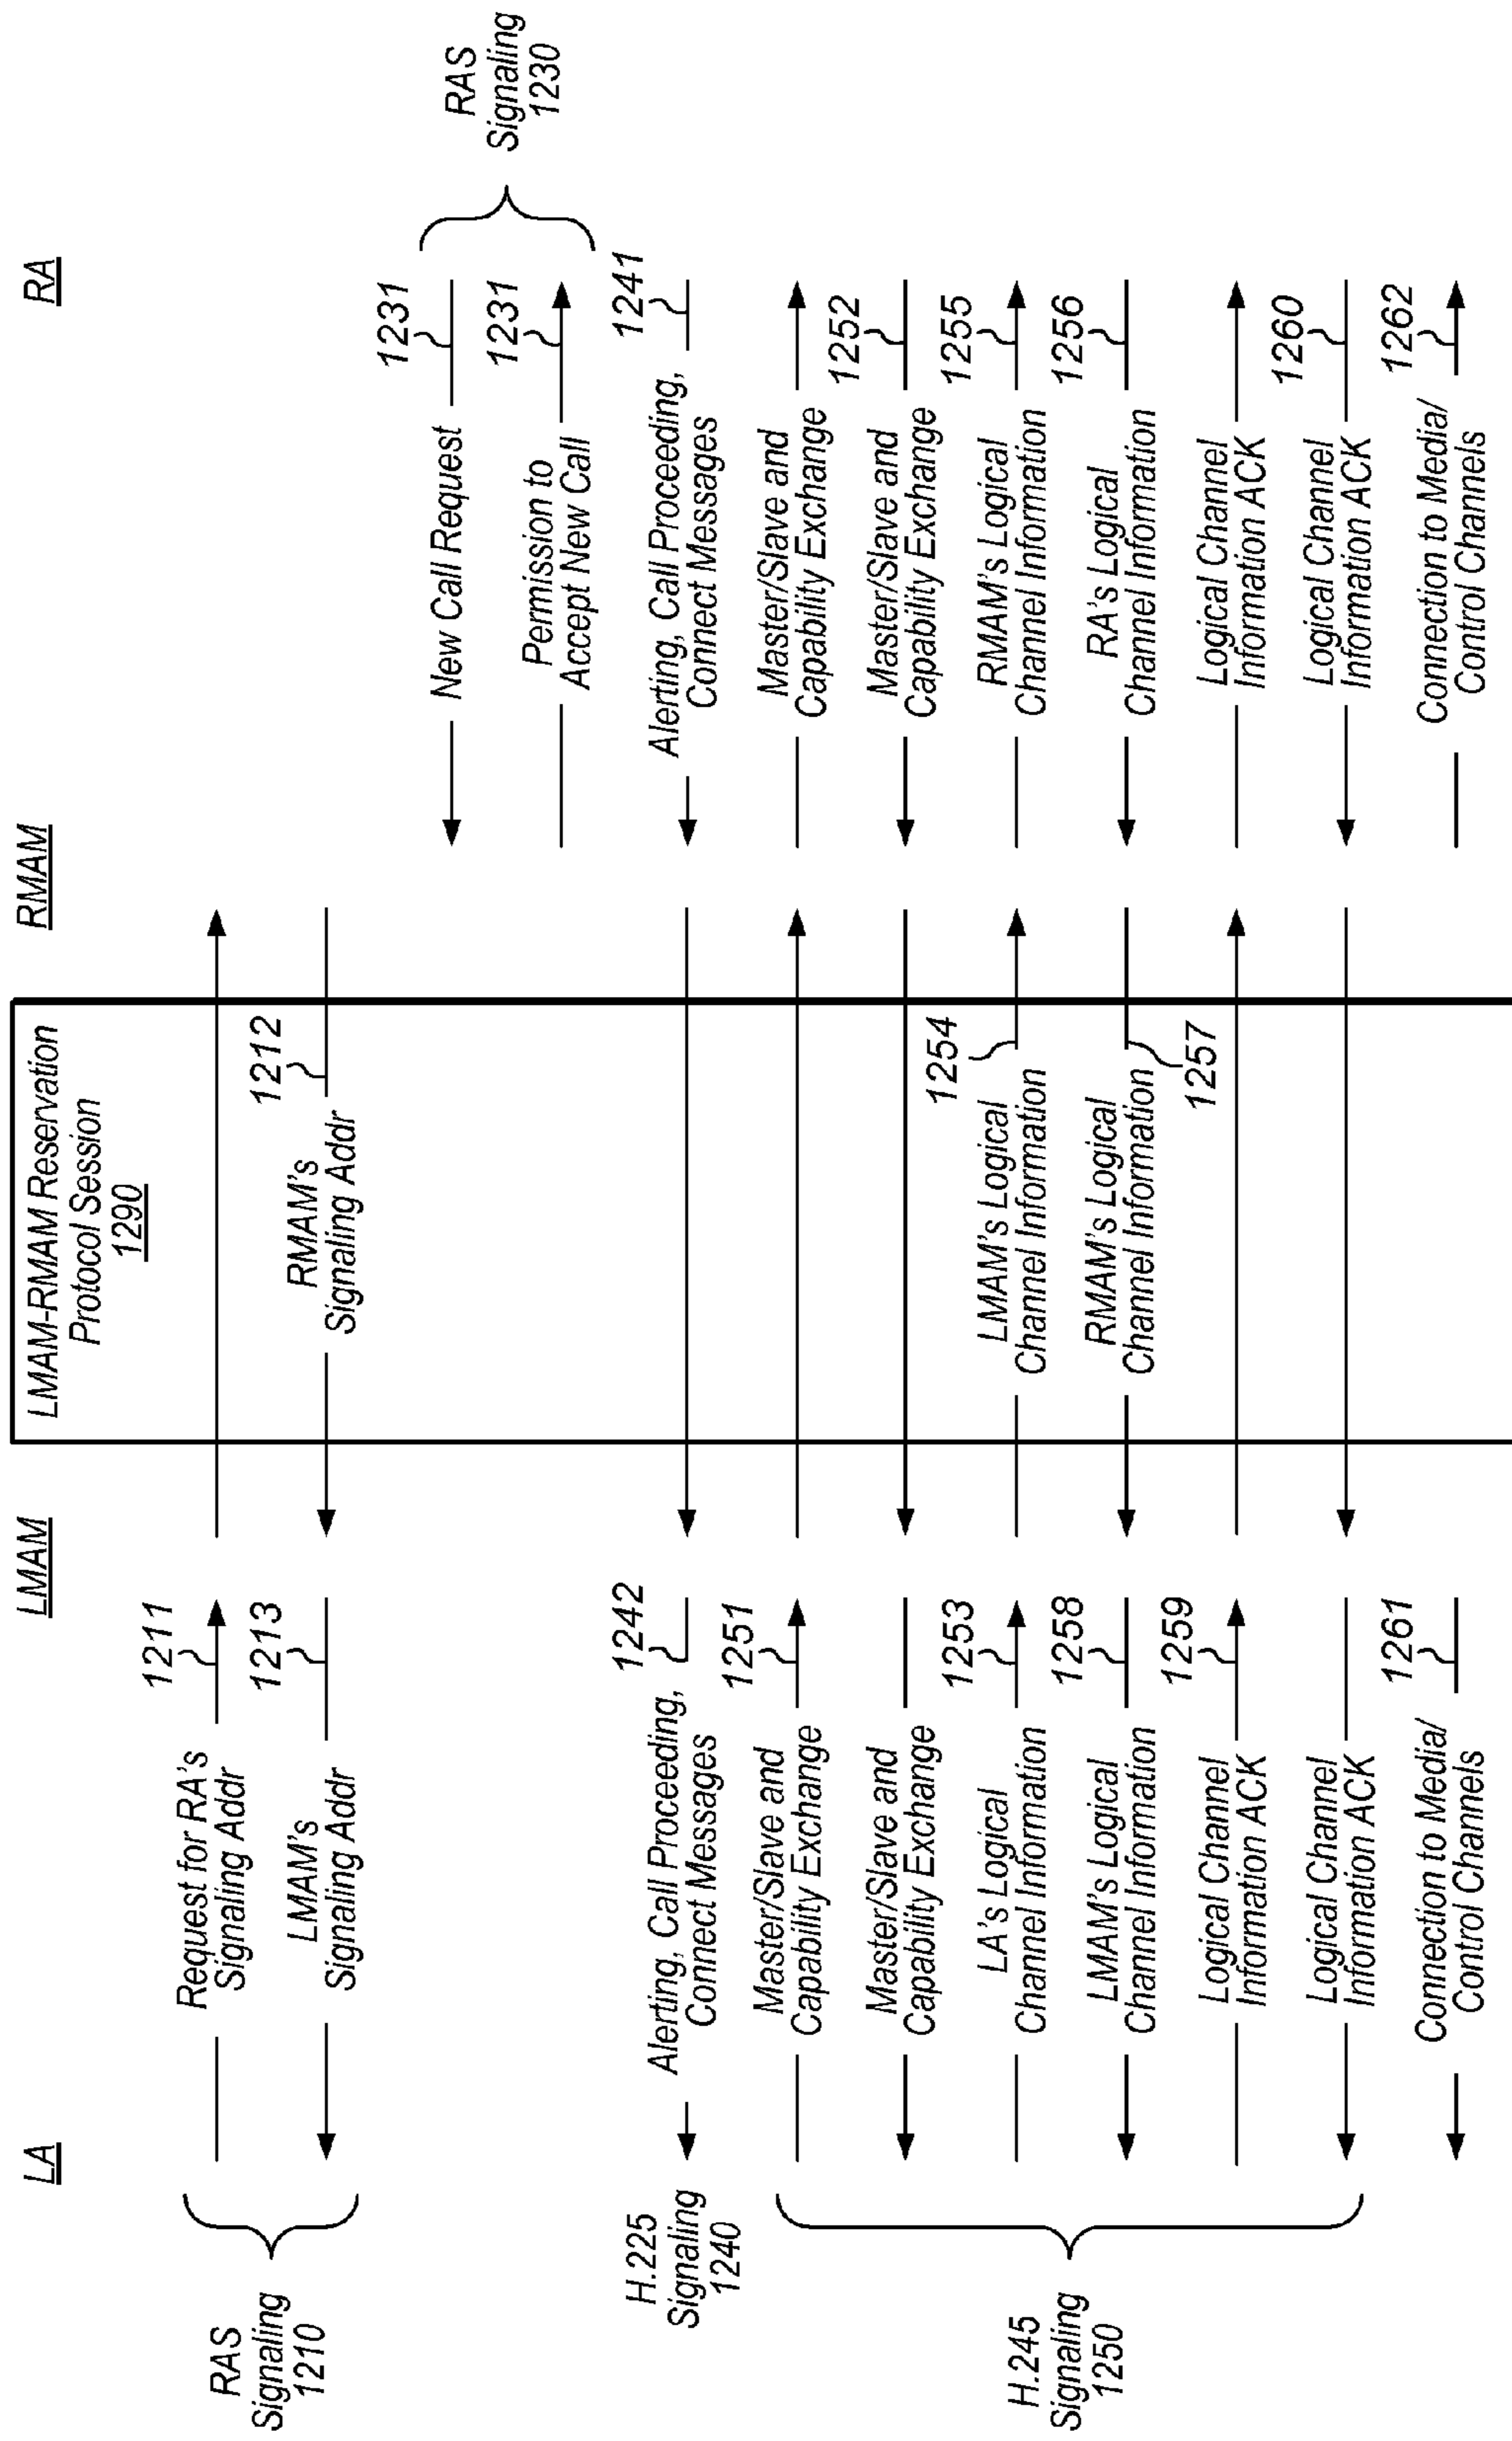 LA
LMAM
RMAM
RA
LMAM-RMAM Reservation
Protocol Session
1290
RAS
Signaling
1210
Request for RA's
Signaling Addr
1211
LMAM's
Signaling Addr
1213
RMAM's
Signaling Addr
1212
New Call Request
1231
Permission to
Accept New Call
1231
RAS
Signaling
1230
H.225
Signaling
1240
Alerting, Call Proceeding,
Connect Messages
1242
Alerting, Call Proceeding,
Connect Messages
1241
H.245
Signaling
1250
Master/Slave and
Capability Exchange
1251
Master/Slave and
Capability Exchange
Master/Slave and
Capability Exchange
Master/Slave and
Capability Exchange
1252
LA's Logical
Channel Information
1253
LMAM's Logical
Channel Information
1254
RMAM's Logical
Channel Information
1255
LMAM's Logical
Channel Information
1258
RMAM's Logical
Channel Information
1257
RA's Logical
Channel Information
1256
Logical Channel
Information ACK
1259
Logical Channel
Information ACK
Logical Channel
Information ACK
Logical Channel
Information ACK
1260
Connection to Media/
Control Channels
1261
Connection to Media/
Control Channels
1262